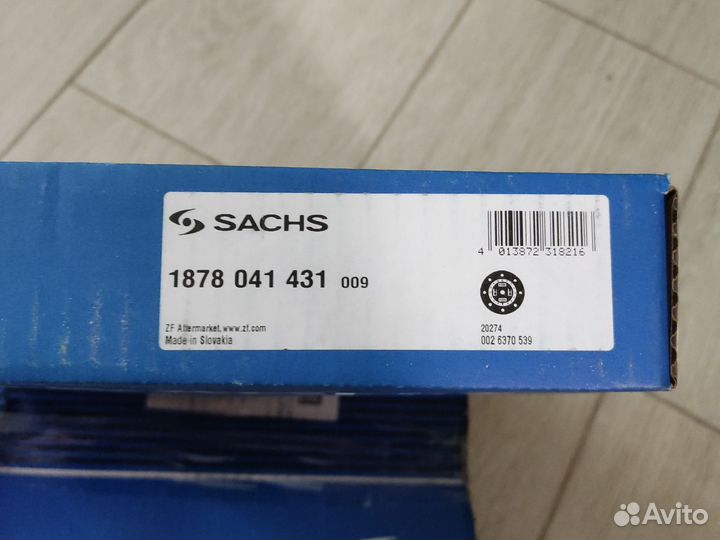 SACHS
4 013872 318216
1878 041 431 009
ZF Aftermarket, www.zf.com
Made in Slovakia
20274
002 6370 539
Avito